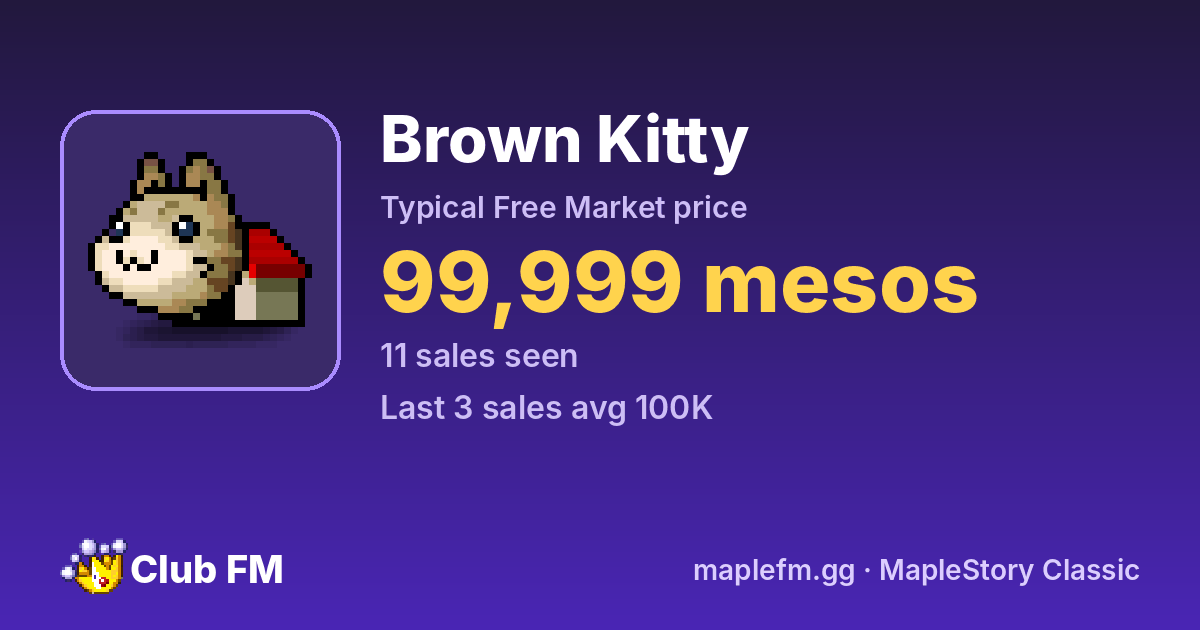 Brown Kitty
Typical Free Market price
99,999 mesos
11 sales seen
Last 3 sales avg 100K
Club FM
maplefm.gg · MapleStory Classic